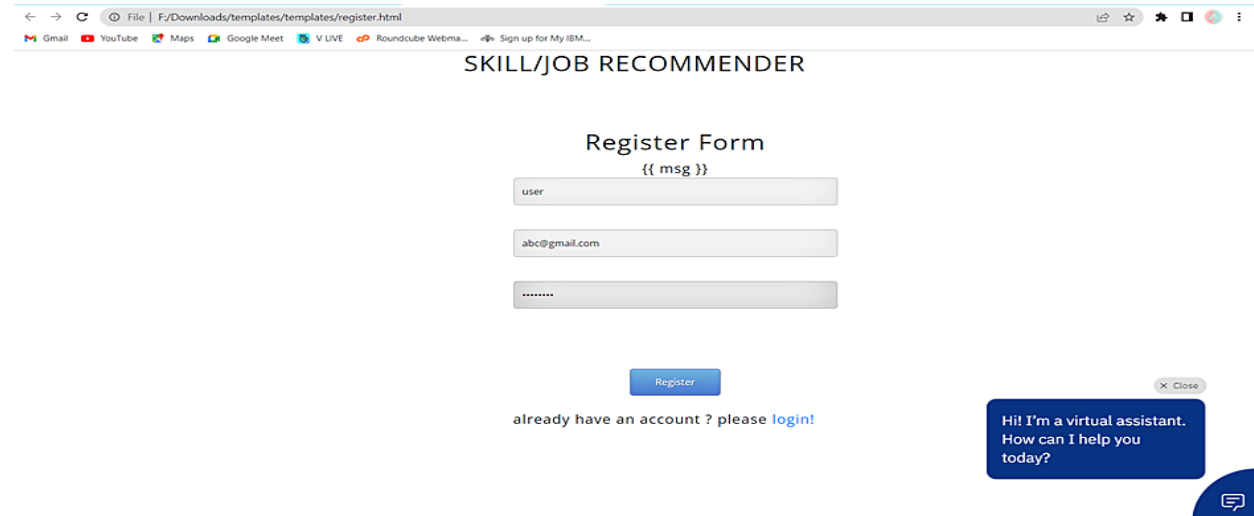 File | F:/Downloads/templates/templates/register.html
Gmail YouTube Maps Google Meet V LIVE Roundcube Webma... Sign up for My IBM...
SKILL/JOB RECOMMENDER
Register Form
{{ msg }}
user
abc@gmail.com
••••••••
Register
already have an account ? please login!
× Close
Hi! I'm a virtual assistant.
How can I help you
today?